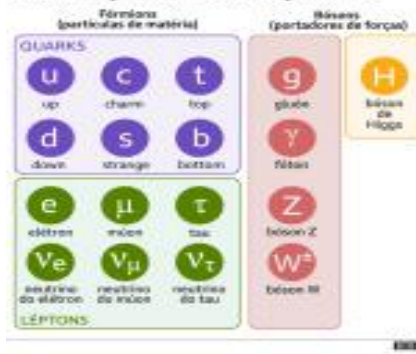 Férmions
(partículas de matéria)
Bósons
(portadores de forças)
QUARKS
u
c
t
up
charm
top
d
s
b
down
strange
bottom
g
glúon
H
bóson
de
Higgs
γ
fóton
e
μ
τ
elétron
múon
tau
Z
bóson Z
νe
νμ
ντ
neutrino
do elétron
neutrino
do múon
neutrino
do tau
W±
bóson W
LÉPTONS